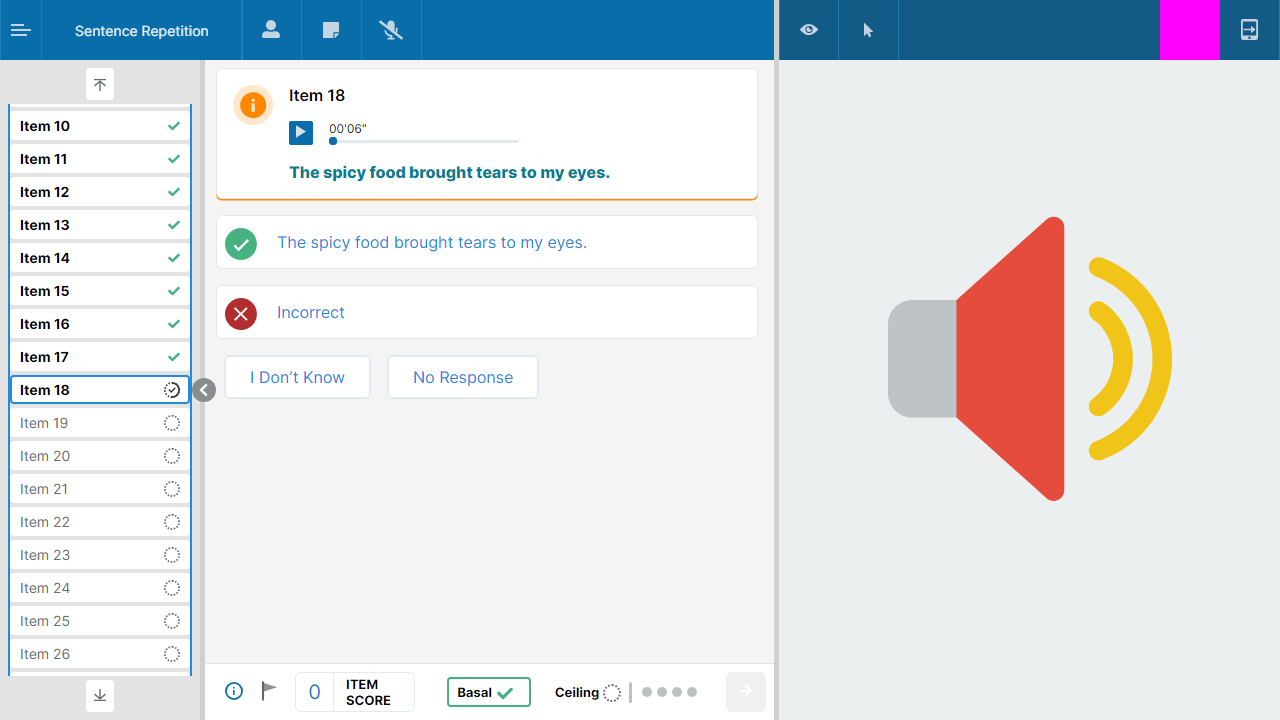 Sentence Repetition
Item 10
Item 11
Item 12
Item 13
Item 14
Item 15
Item 16
Item 17
Item 18
Item 19
Item 20
Item 21
Item 22
Item 23
Item 24
Item 25
Item 26
Item 18
00'06"
The spicy food brought tears to my eyes.
The spicy food brought tears to my eyes.
Incorrect
I Don’t Know
No Response
0
ITEM
SCORE
Basal
Ceiling